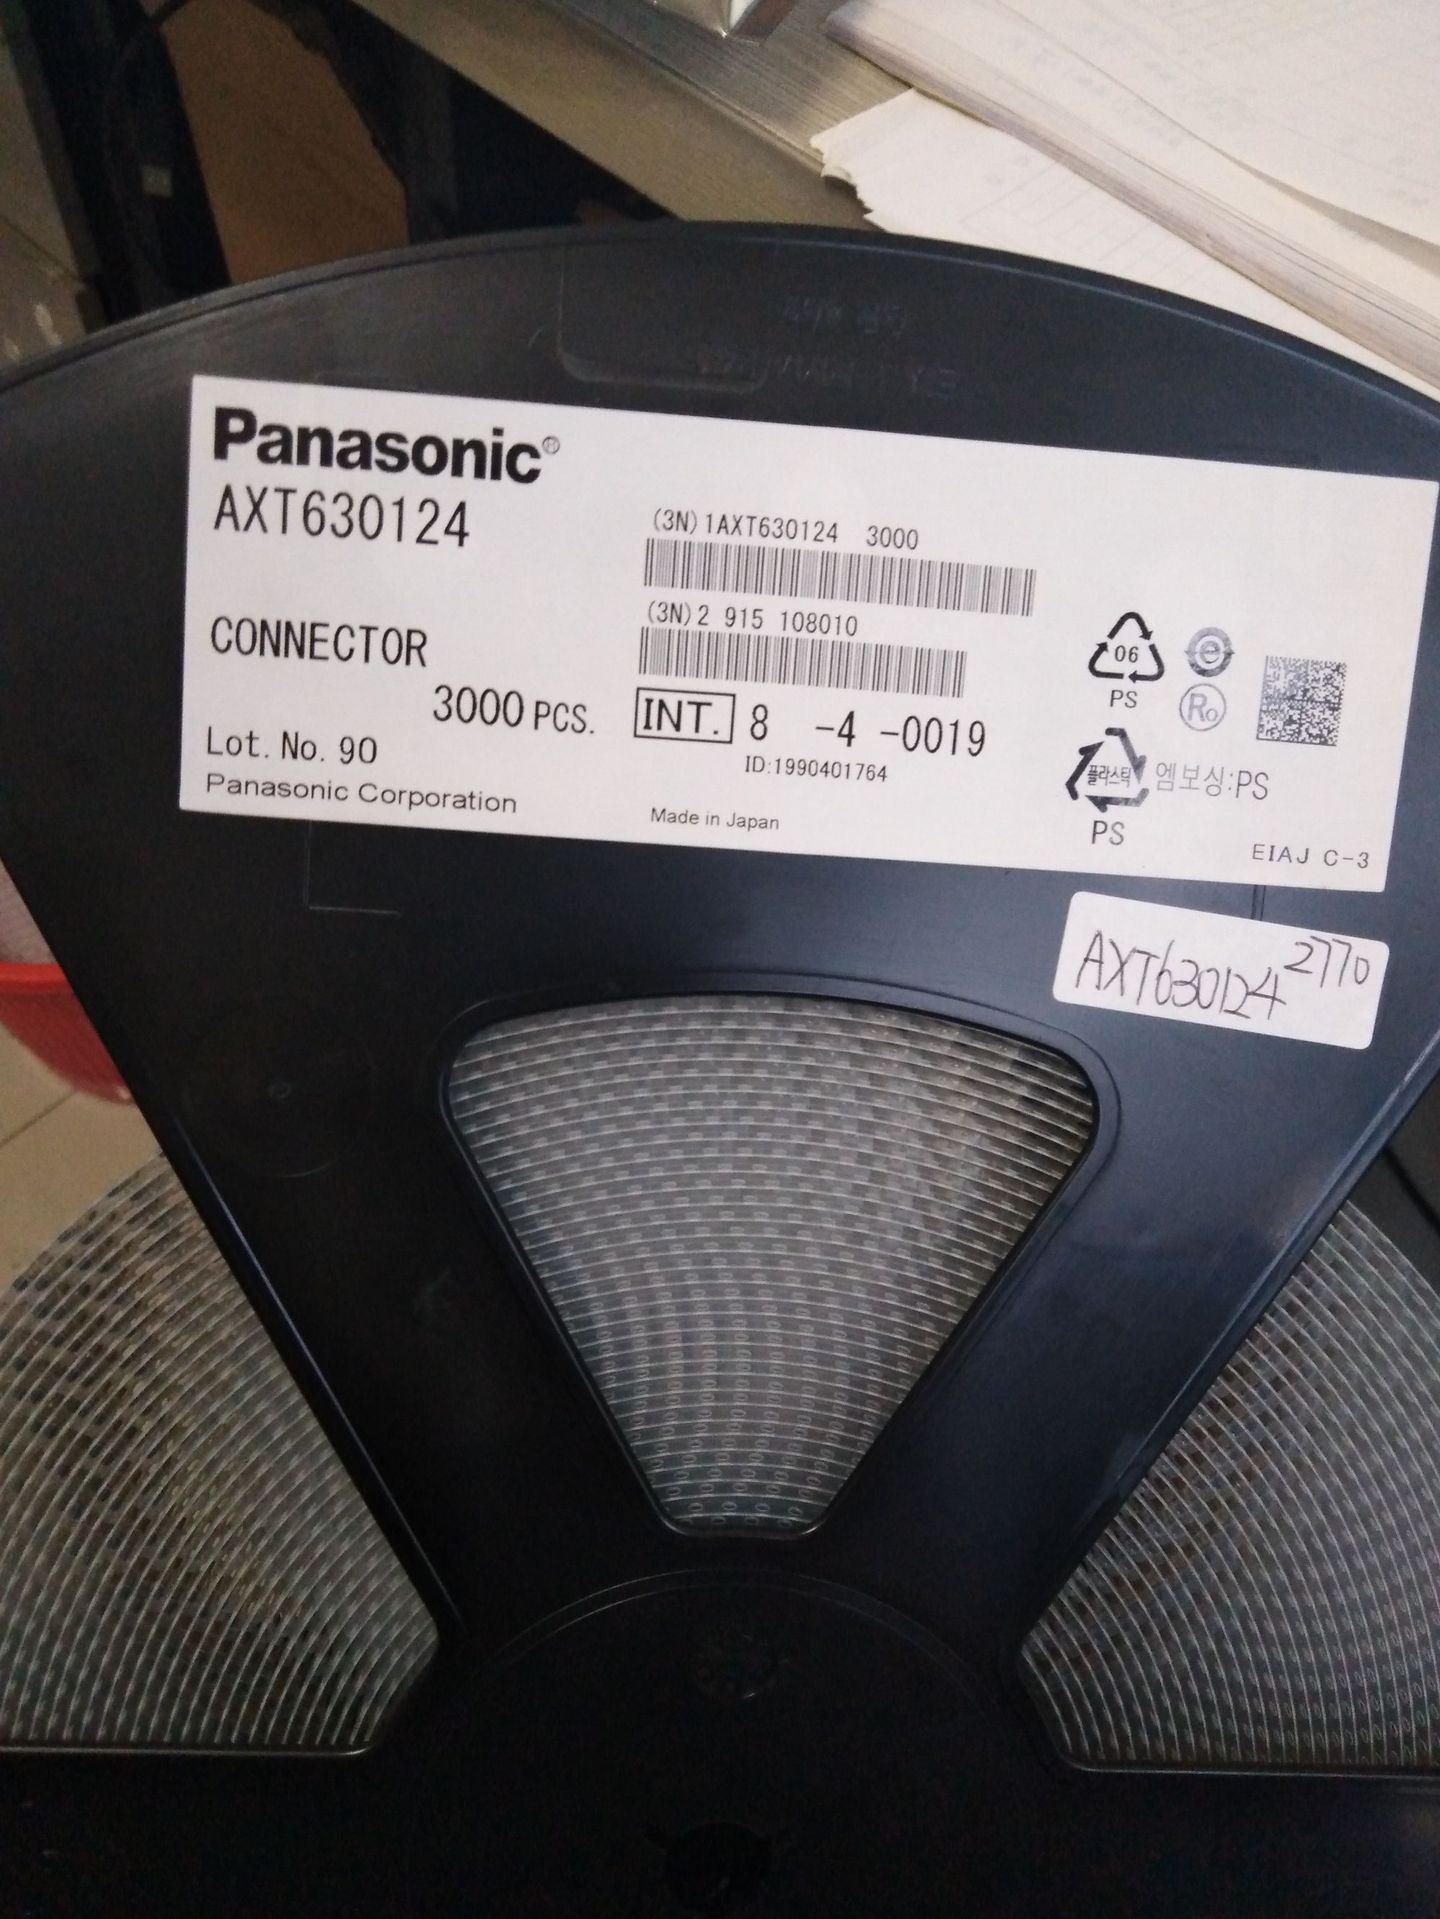 Panasonic®
AXT630124
CONNECTOR
3000 PCS.
Lot. No. 90
Panasonic Corporation
(3N)1AXT630124 3000
(3N)2 915 108010
INT. 8 -4 -0019
ID:1990401764
Made in Japan
06
PS
e
Ro
플라스틱
엠보싱:PS
PS
EIAJ C-3
AXT630124 2770